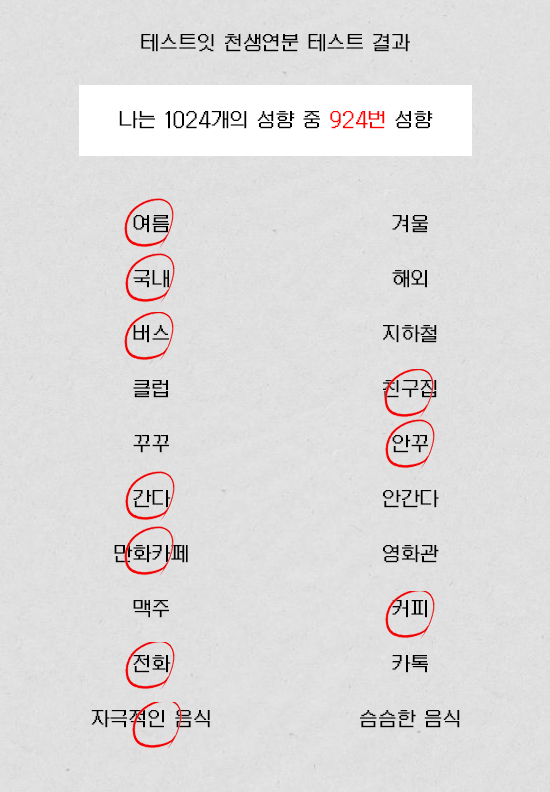 테스트잇 천생연분 테스트 결과
나는 1024개의 성향 중 924번 성향
여름 겨울
국내 해외
버스 지하철
클럽 친구집
꾸꾸 안꾸
간다 안간다
만화카페 영화관
맥주 커피
전화 카톡
자극적인 음식 슴슴한 음식